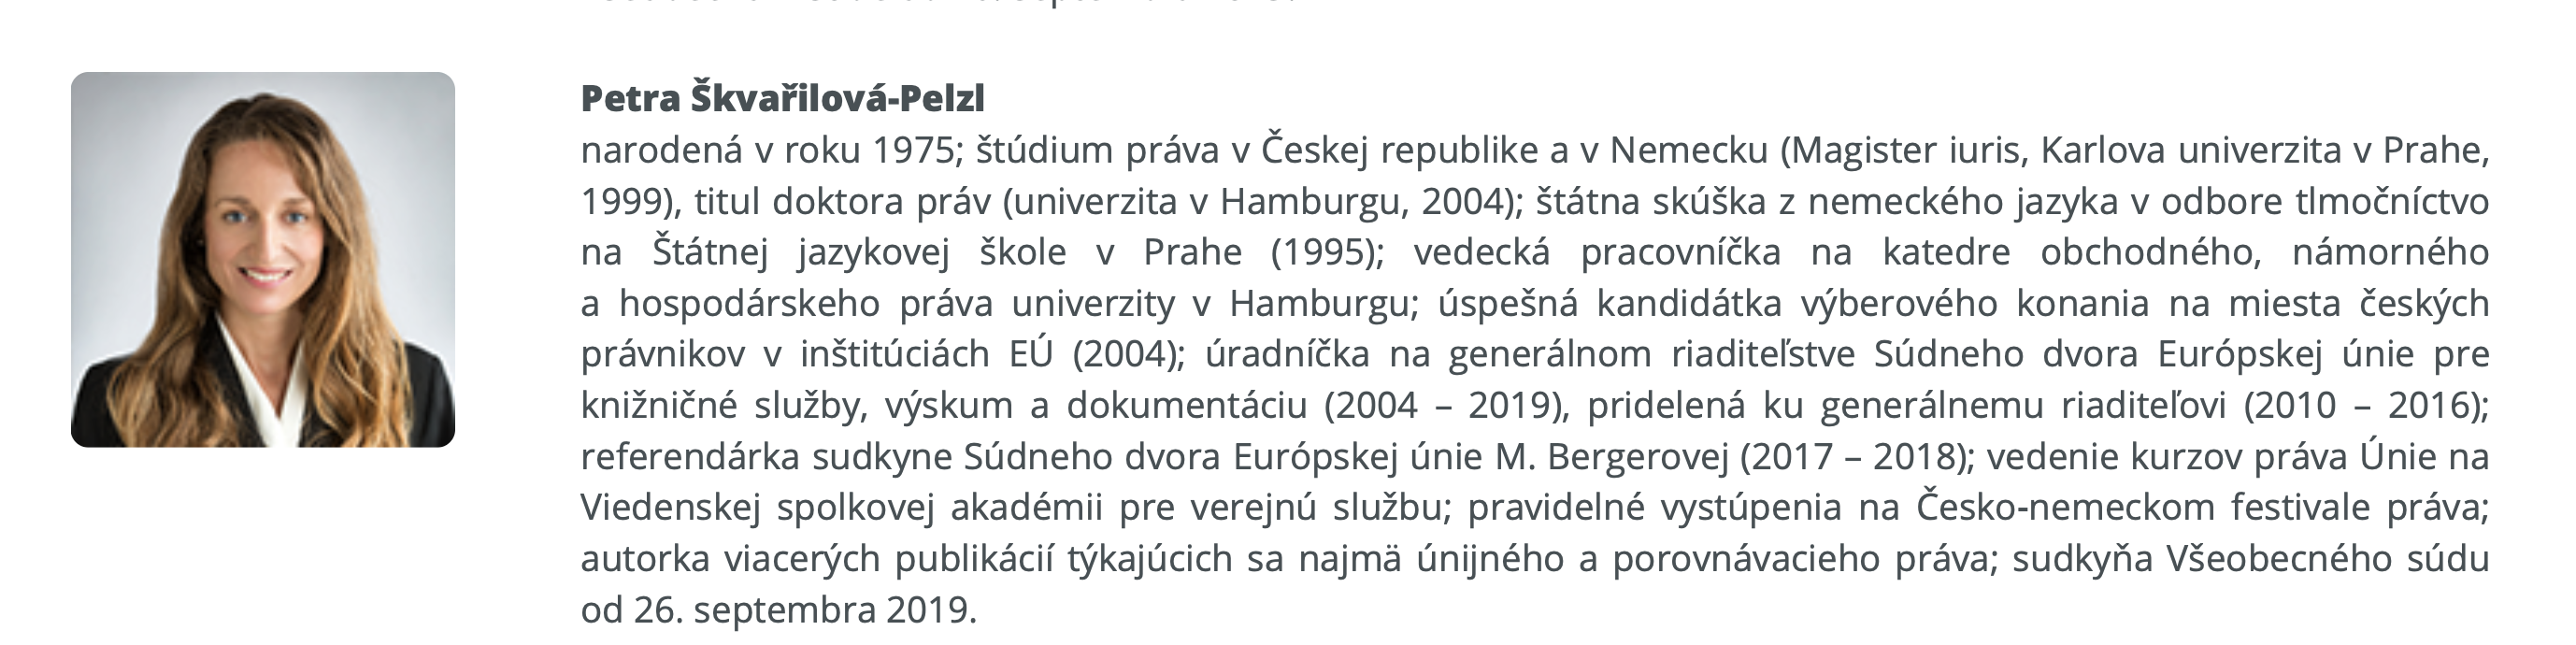 Petra Škvařilová-Pelzl
narodená v roku 1975; štúdium práva v Českej republike a v Nemecku (Magister iuris, Karlova univerzita v Prahe,
1999), titul doktora práv (univerzita v Hamburgu, 2004); štátna skúška z nemeckého jazyka v odbore tlmočníctvo
na Štátnej jazykovej škole v Prahe (1995); vedecká pracovníčka na katedre obchodného, námorného
a hospodárskeho práva univerzity v Hamburgu; úspešná kandidátka výberového konania na miesta českých
právnikov v inštitúciách EÚ (2004); úradníčka na generálnom riaditeľstve Súdneho dvora Európskej únie pre
knižničné služby, výskum a dokumentáciu (2004 – 2019), pridelená ku generálnemu riaditeľovi (2010 – 2016);
referendárka sudkyne Súdneho dvora Európskej únie M. Bergerovej (2017 – 2018); vedenie kurzov práva Únie na
Viedenskej spolkovej akadémii pre verejnú službu; pravidelné vystúpenia na Česko-nemeckom festivale práva;
autorka viacerých publikácií týkajúcich sa najmä únijného a porovnávacieho práva; sudkyňa Všeobecného súdu
od 26. septembra 2019.